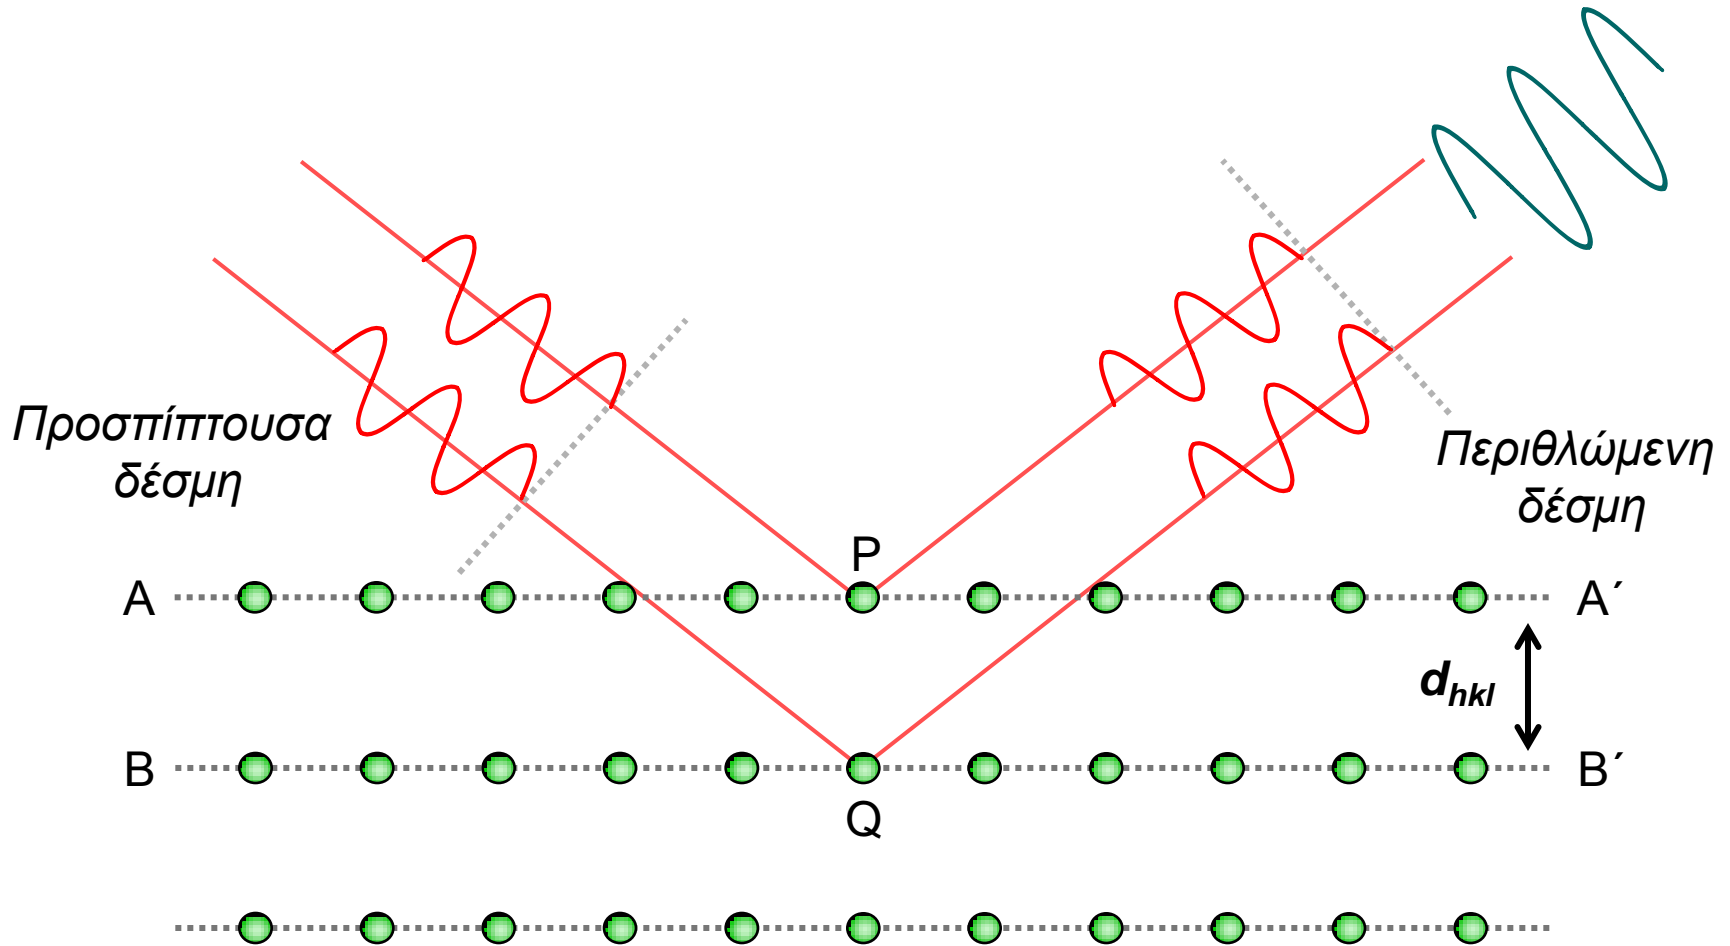 Προσπίπτουσα
δέσμη
Περιθλώμενη
δέσμη
P
A
A´
d_hkl
B
B´
Q